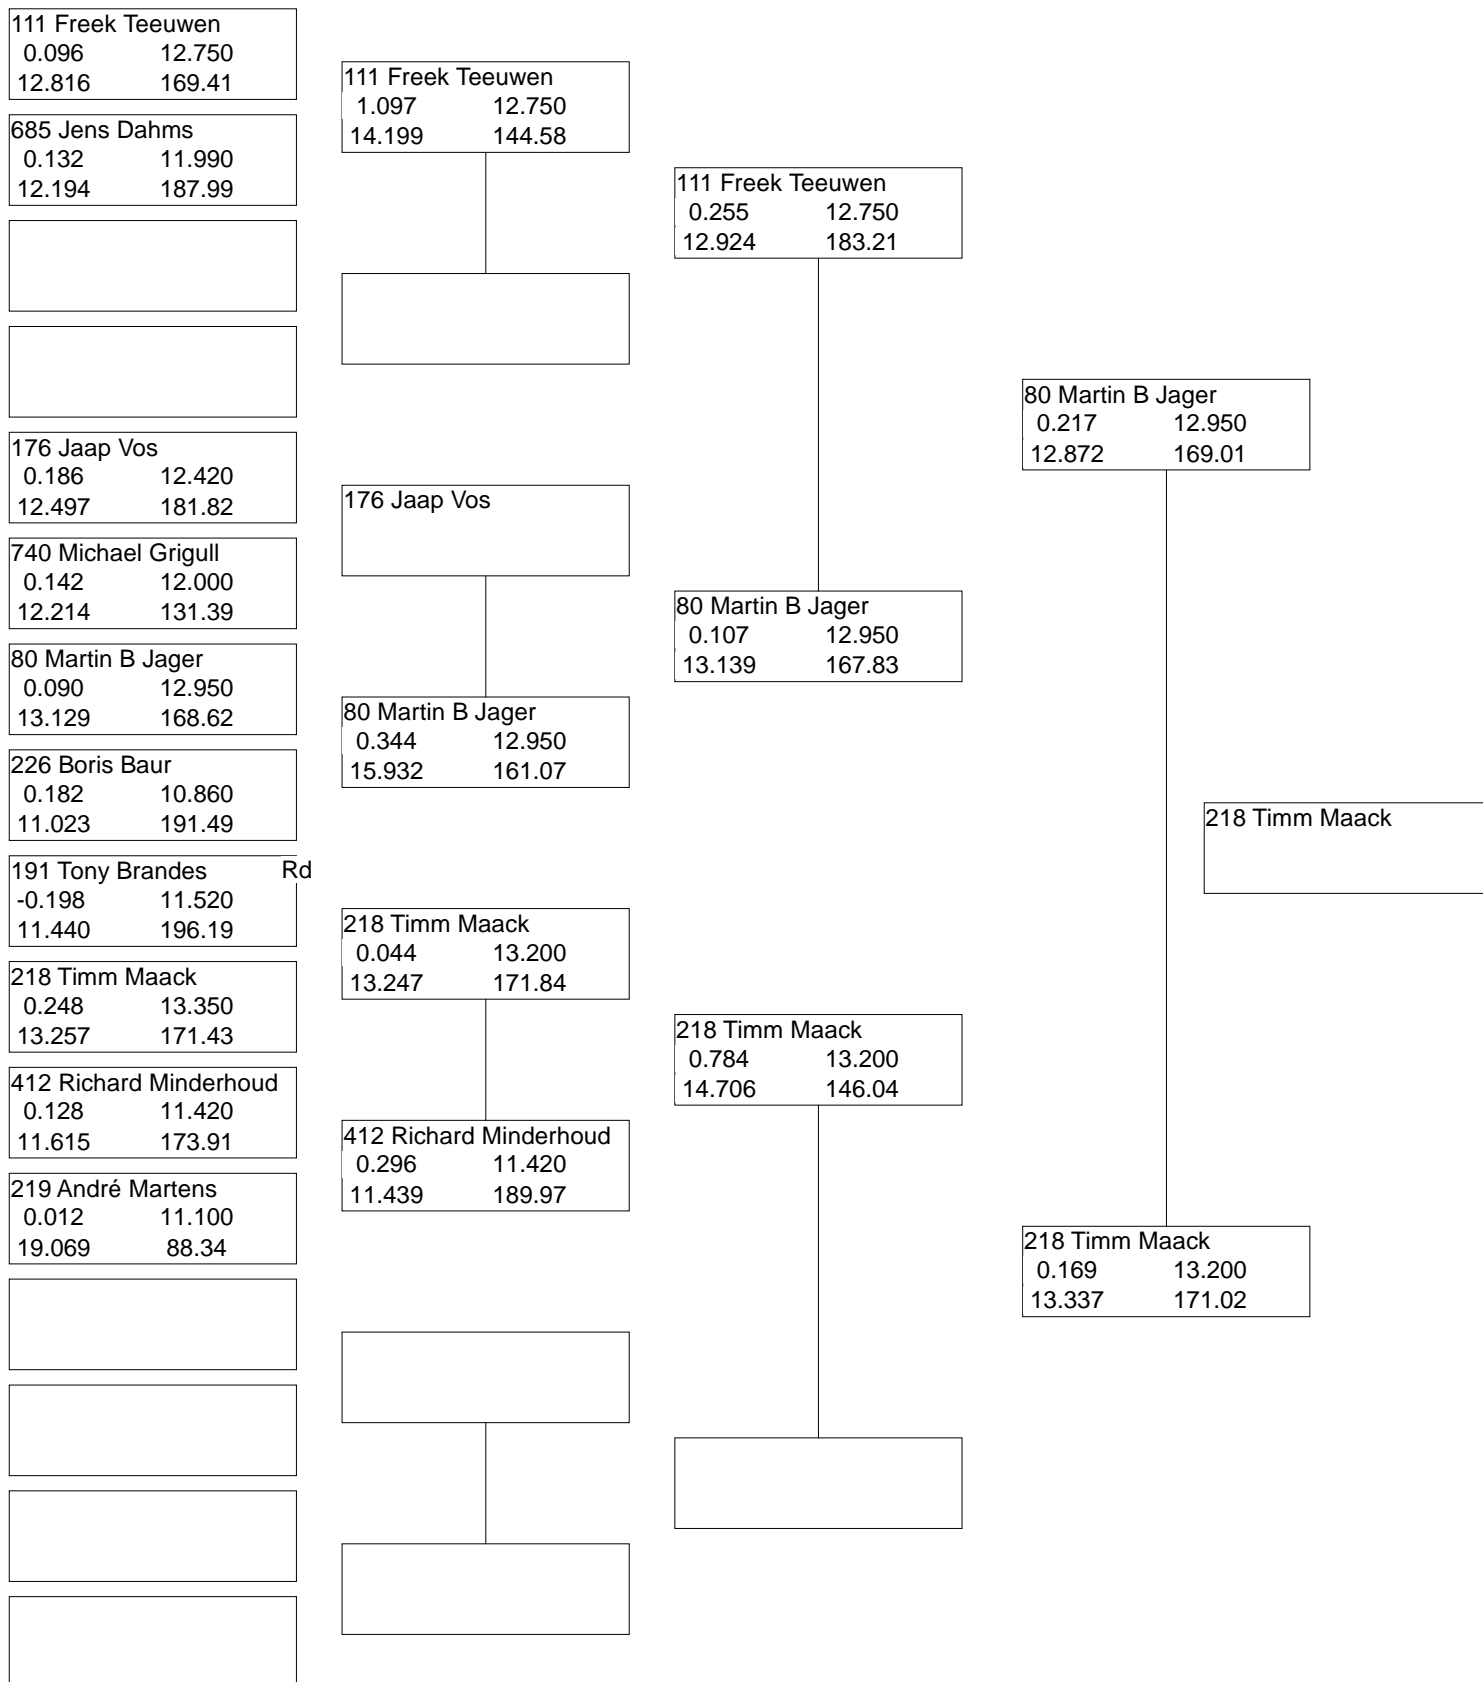 111 Freek Teeuwen
0.096 12.750
12.816 169.41
685 Jens Dahms
0.132 11.990
12.194 187.99
176 Jaap Vos
0.186 12.420
12.497 181.82
740 Michael Grigull
0.142 12.000
12.214 131.39
80 Martin B Jager
0.090 12.950
13.129 168.62
226 Boris Baur
0.182 10.860
11.023 191.49
191 Tony Brandes Rd
-0.198 11.520
11.440 196.19
218 Timm Maack
0.248 13.350
13.257 171.43
412 Richard Minderhoud
0.128 11.420
11.615 173.91
219 André Martens
0.012 11.100
19.069 88.34
111 Freek Teeuwen
1.097 12.750
14.199 144.58
176 Jaap Vos
80 Martin B Jager
0.344 12.950
15.932 161.07
218 Timm Maack
0.044 13.200
13.247 171.84
412 Richard Minderhoud
0.296 11.420
11.439 189.97
111 Freek Teeuwen
0.255 12.750
12.924 183.21
80 Martin B Jager
0.107 12.950
13.139 167.83
218 Timm Maack
0.784 13.200
14.706 146.04
80 Martin B Jager
0.217 12.950
12.872 169.01
218 Timm Maack
0.169 13.200
13.337 171.02
218 Timm Maack